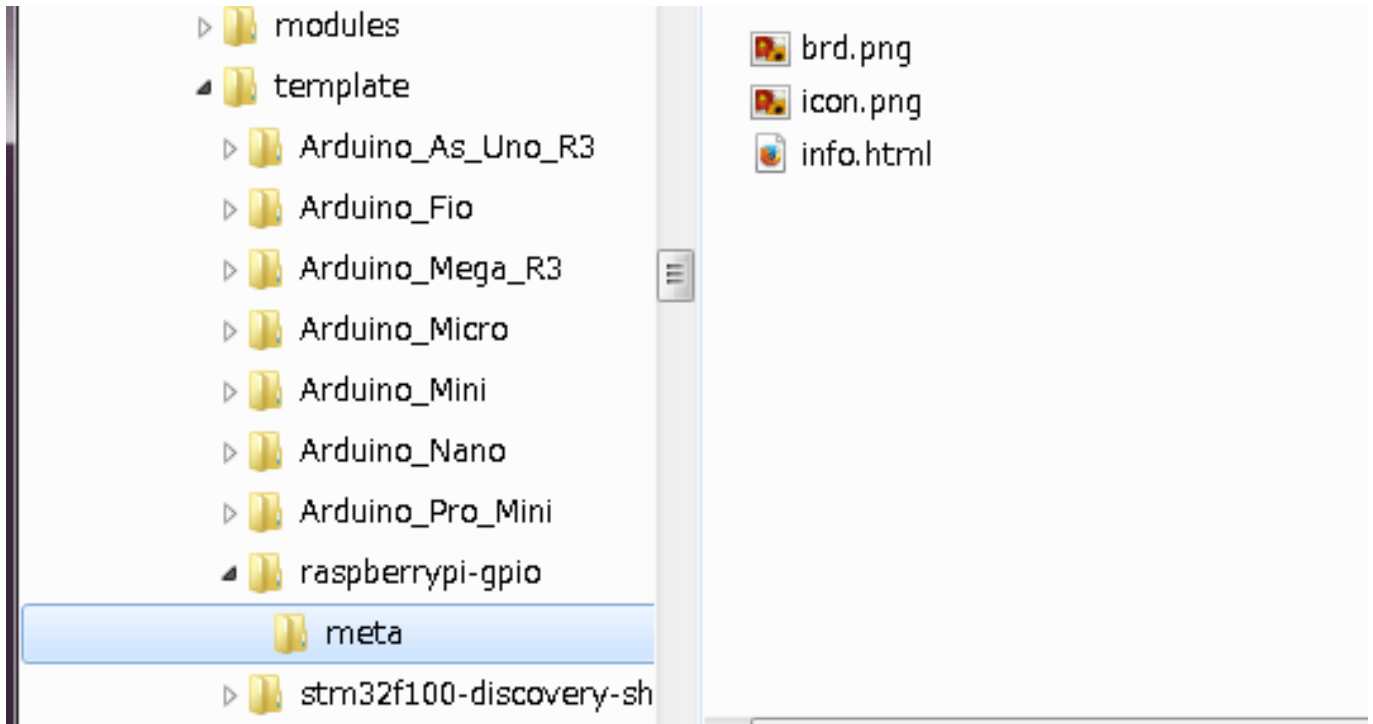 modules
template
Arduino_As_Uno_R3
Arduino_Fio
Arduino_Mega_R3
Arduino_Micro
Arduino_Mini
Arduino_Nano
Arduino_Pro_Mini
raspberrypi-gpio
meta
stm32f100-discovery-sh
brd.png
icon.png
info.html